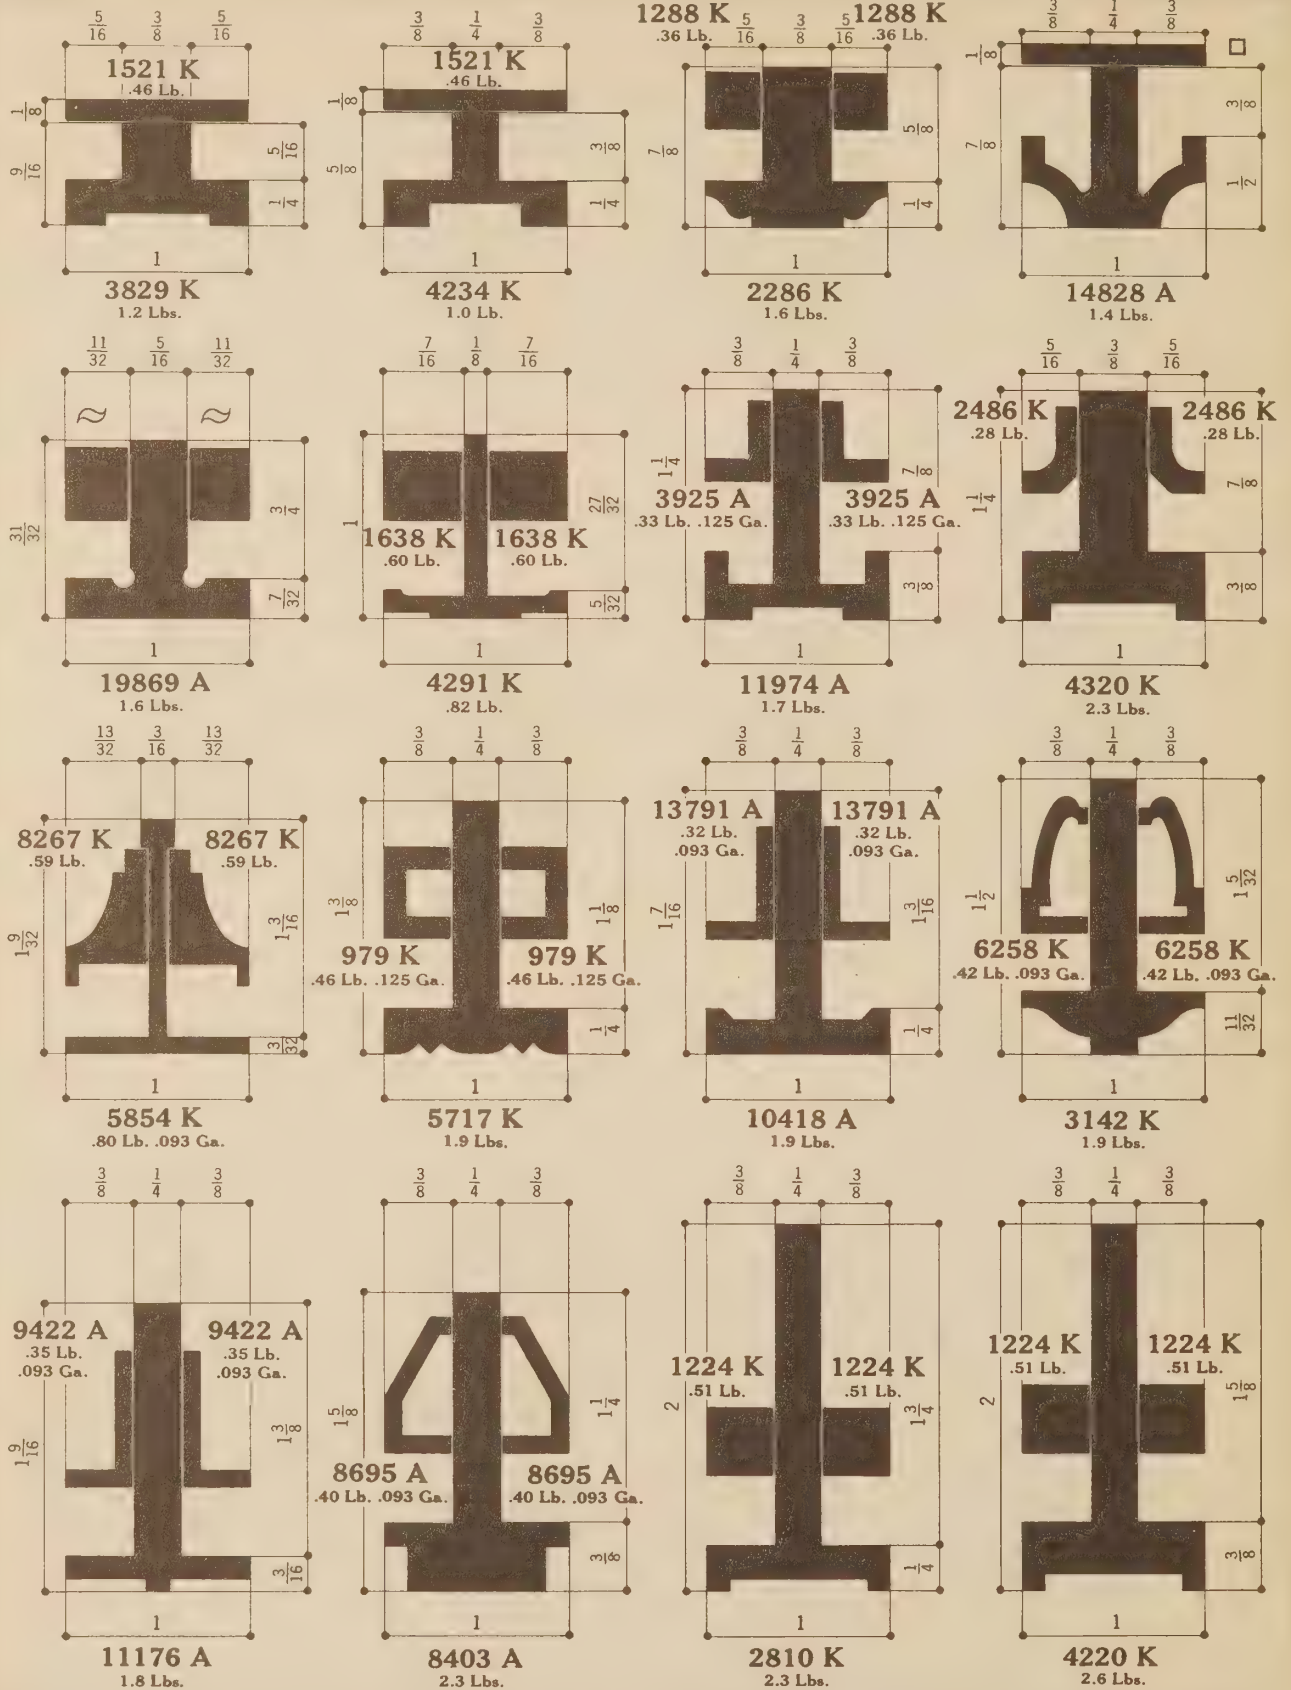 5/16 3/8 5/16
1521 K
.46 Lb.
1/8
9/16
5/16
1/4
1
3829 K
1.2 Lbs.
3/8 1/4 3/8
1521 K
.46 Lb.
1/8
5/8
3/8
1/4
1
4234 K
1.0 Lb.
1288 K 5/16 3/8 5/16 1288 K
.36 Lb. .36 Lb.
7/8
5/8
1/4
1
2286 K
1.6 Lbs.
3/8 1/4 3/8
1/8
7/8
3/8
1/2
1
14828 A
1.4 Lbs.
11/32 5/16 11/32
31/32
3/4
7/32
1
19869 A
1.6 Lbs.
7/16 1/8 7/16
1
27/32
1638 K 1638 K
.60 Lb. .60 Lb.
5/32
1
4291 K
.82 Lb.
3/8 1/4 3/8
1 1/4
7/8
3925 A 3925 A
.33 Lb. .125 Ga. .33 Lb. .125 Ga.
3/8
1
11974 A
1.7 Lbs.
5/16 3/8 5/16
2486 K 2486 K
.28 Lb. .28 Lb.
1 1/4
7/8
3/8
1
4320 K
2.3 Lbs.
13/32 3/16 13/32
8267 K 8267 K
.59 Lb. .59 Lb.
1 9/32
1 3/16
3/32
1
5854 K
.80 Lb. .093 Ga.
3/8 1/4 3/8
1 3/8
1 1/8
979 K 979 K
.46 Lb. .125 Ga. .46 Lb. .125 Ga.
1/4
1
5717 K
1.9 Lbs.
3/8 1/4 3/8
13791 A 13791 A
.32 Lb. .32 Lb.
.093 Ga. .093 Ga.
1 7/16
1 3/16
1/4
1
10418 A
1.9 Lbs.
3/8 1/4 3/8
1 1/2
1 5/32
6258 K 6258 K
.42 Lb. .093 Ga. .42 Lb. .093 Ga.
11/32
1
3142 K
1.9 Lbs.
3/8 1/4 3/8
9422 A 9422 A
.35 Lb. .35 Lb.
.093 Ga. .093 Ga.
1 9/16
1 3/8
3/16
1
11176 A
1.8 Lbs.
3/8 1/4 3/8
1 5/8
1 1/4
8695 A 8695 A
.40 Lb. .093 Ga. .40 Lb. .093 Ga.
3/8
1
8403 A
2.3 Lbs.
3/8 1/4 3/8
1224 K 1224 K
.51 Lb. .51 Lb.
2
1 3/4
1/4
1
2810 K
2.3 Lbs.
3/8 1/4 3/8
1224 K 1224 K
.51 Lb. .51 Lb.
2
1 5/8
3/8
1
4220 K
2.6 Lbs.